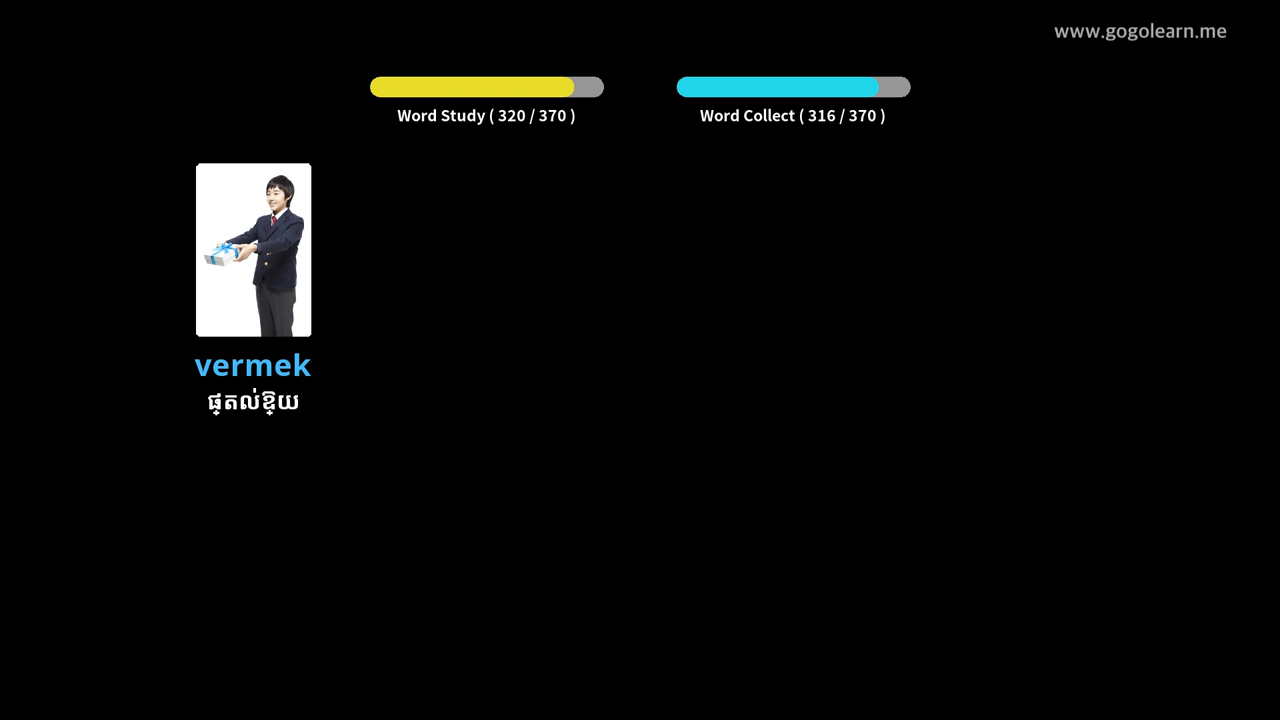 www.gogolearn.me
Word Study ( 320 / 370 )
Word Collect ( 316 / 370 )
vermek
ផ្តល់ឱ្យ